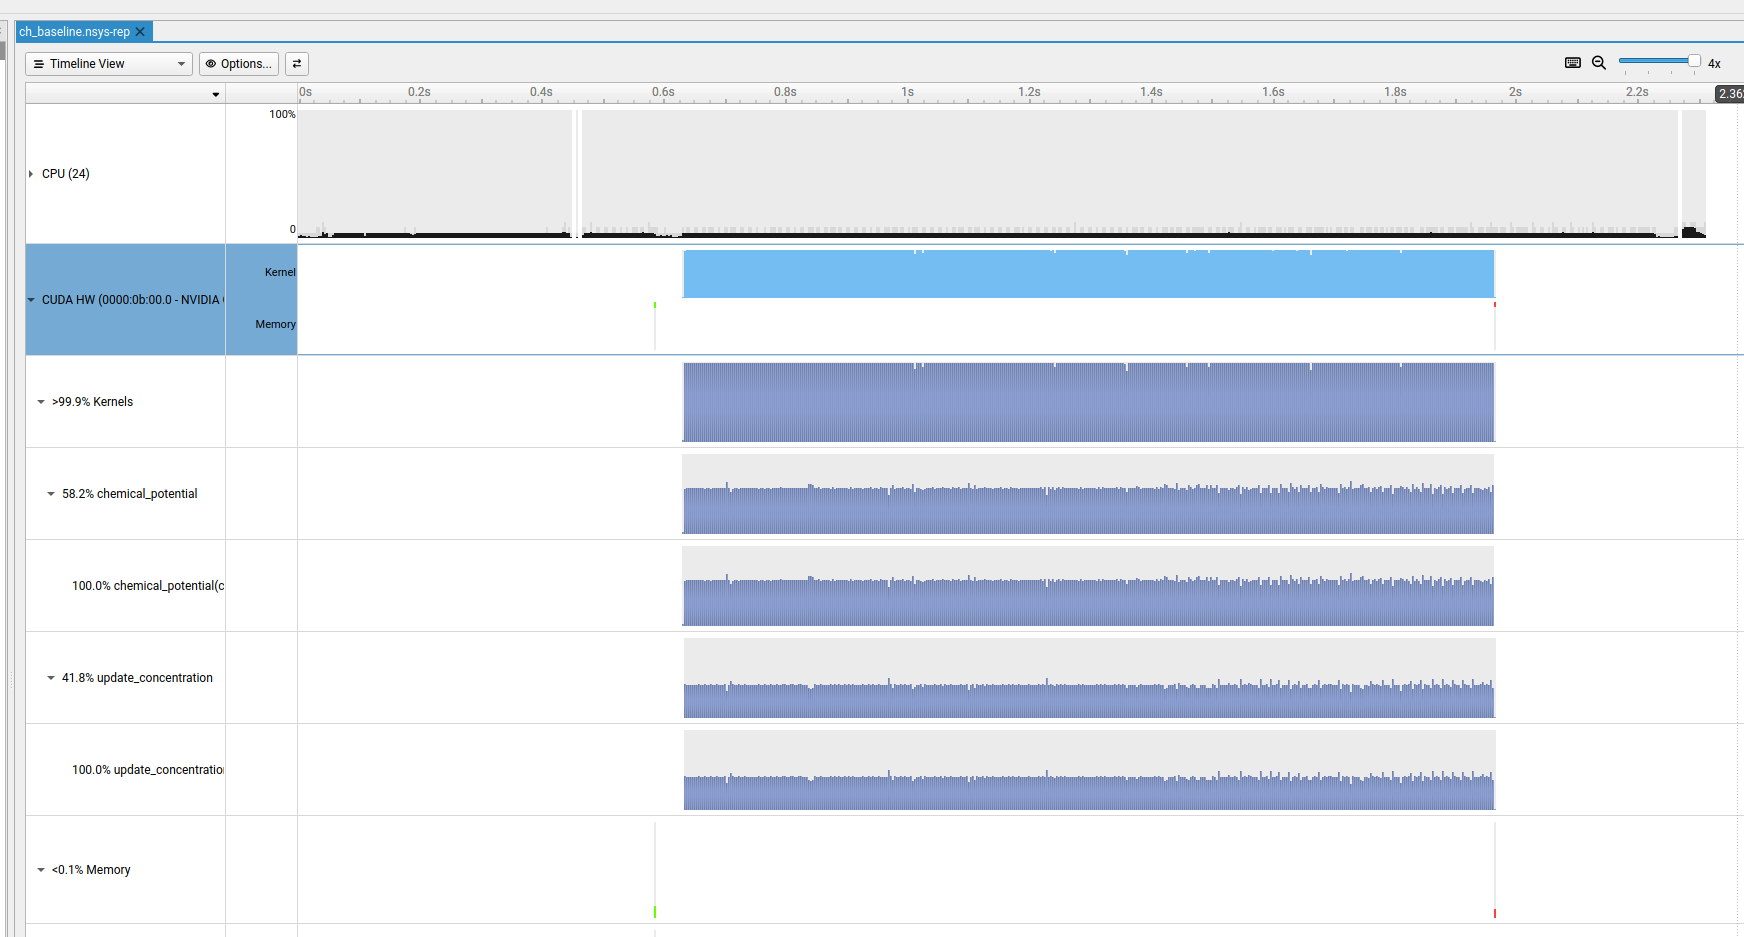 ch_baseline.nsys-rep
Timeline View
Options...
4x
0s 0.2s 0.4s 0.6s 0.8s 1s 1.2s 1.4s 1.6s 1.8s 2s 2.2s 2.36
100%
CPU (24)
0
Kernel
CUDA HW (0000:0b:00.0 - NVIDIA
Memory
>99.9% Kernels
58.2% chemical_potential
100.0% chemical_potential(c
41.8% update_concentration
100.0% update_concentratio
<0.1% Memory